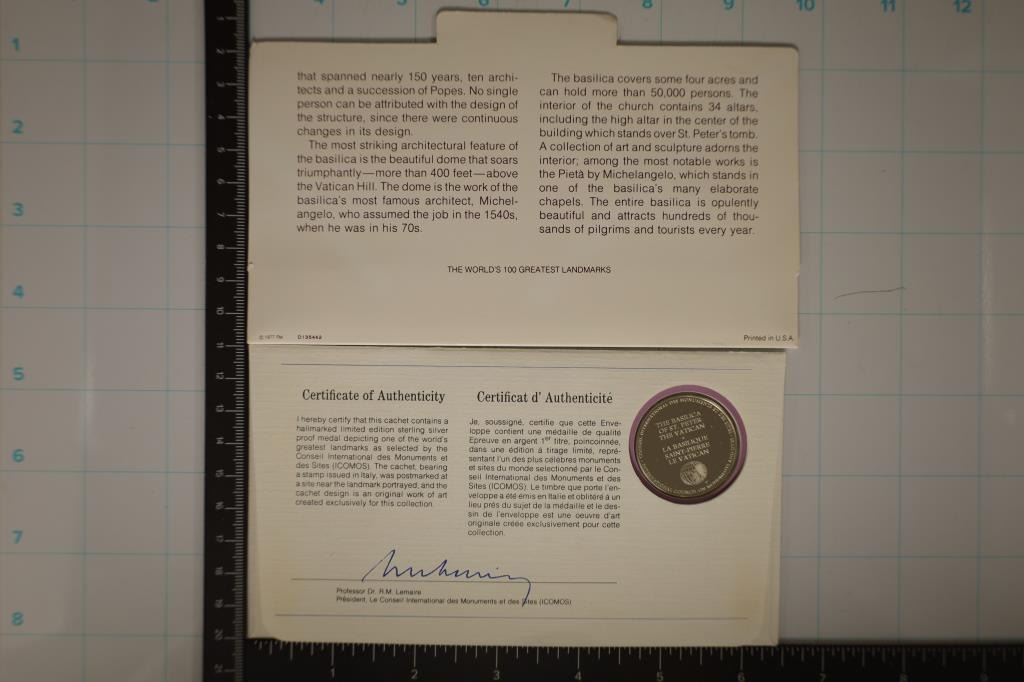 that spanned nearly 150 years, ten archi-
tects and a succession of Popes. No single
person can be attributed with the design of
the structure, since there were continuous
changes in its design.
The most striking architectural feature of
the basilica is the beautiful dome that soars
triumphantly—more than 400 feet—above
the Vatican Hill. The dome is the work of the
basilica's most famous architect, Michel-
angelo, who assumed the job in the 1540s,
when he was in his 70s.
The basilica covers some four acres and
can hold more than 50,000 persons. The
interior of the church contains 34 altars,
including the high altar in the center of the
building which stands over St. Peter's tomb.
A collection of art and sculpture adorns the
interior; among the most notable works is
the Pietà by Michelangelo, which stands in
one of the basilica's many elaborate
chapels. The entire basilica is opulently
beautiful and attracts hundreds of thou-
sands of pilgrims and tourists every year.
THE WORLD'S 100 GREATEST LANDMARKS
© 1977 FM D135442
Printed in U.S.A.
Certificate of Authenticity
I hereby certify that this cachet contains a
hallmarked limited edition sterling silver
proof medal depicting one of the world's
greatest landmarks as selected by the
Conseil International des Monuments et
des Sites (ICOMOS). The cachet, bearing
a stamp issued in Italy, was postmarked at
a site near the landmark portrayed, and the
cachet design is an original work of art
created exclusively for this collection.
Certificat d' Authenticité
Je, soussigné, certifie que cette Enve-
loppe contient une médaille de qualité
Epreuve en argent 1er titre, poinconnée,
dans une édition à tirage limité, repré-
sentant l'un des plus célèbres monuments
et sites du monde selectionné par le Con-
seil International des Monuments et des
Sites (ICOMOS). Le timbre que porte l'en-
veloppe a été émis en Italie et oblitéré à un
lieu près du sujet de la médaille et le des-
sin de l'enveloppe est une oeuvre d'art
originale créée exclusivement pour cette
collection.
THE BASILICA
OF ST. PETER
THE VATICAN
LA BASILIQUE
SAINT-PIERRE
LE VATICAN
Professor Dr. R.M. Lemaire
Président, Le Conseil International des Monuments et des Sites (ICOMOS)